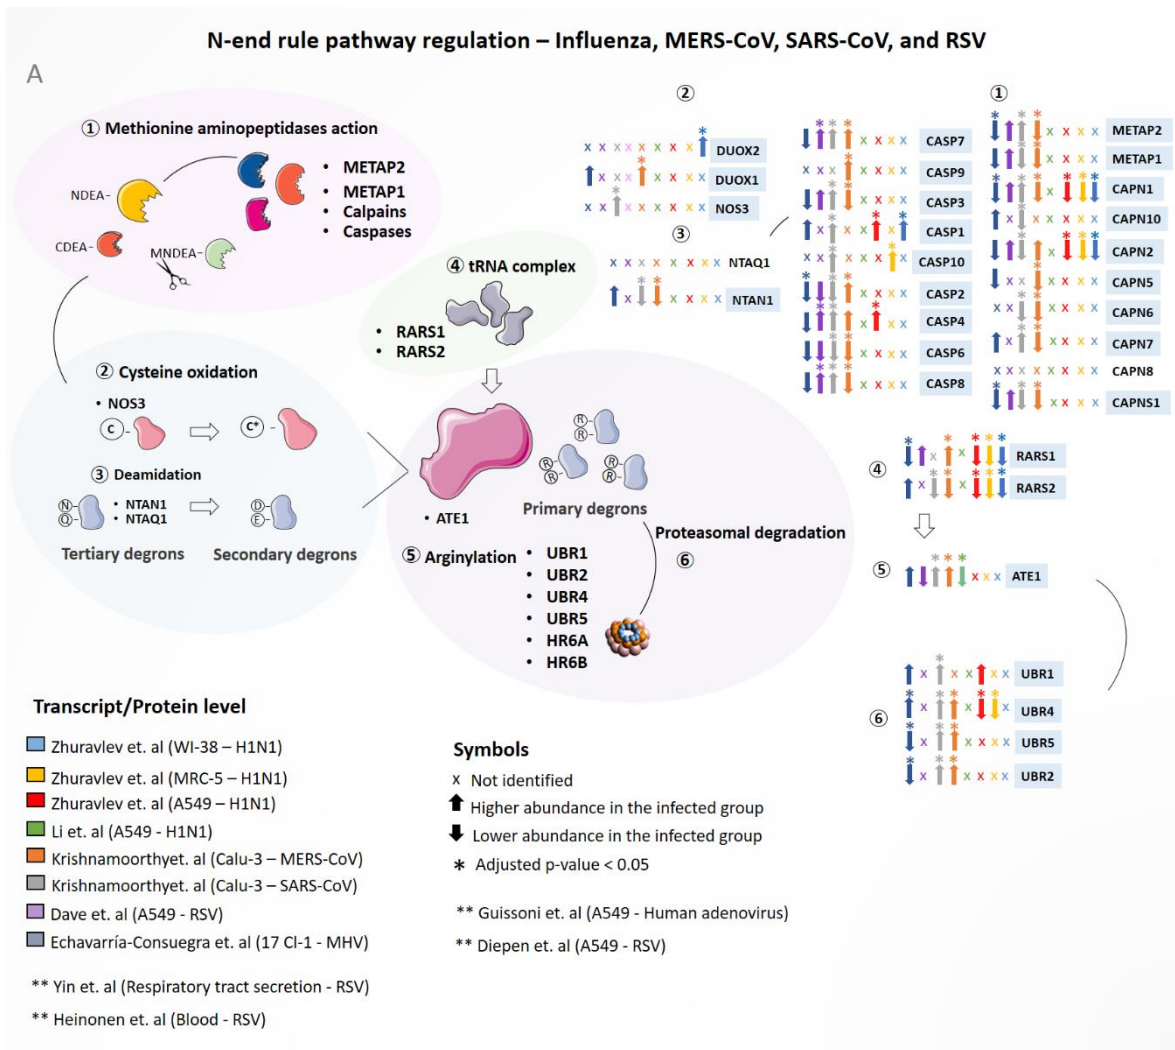 N-end rule pathway regulation – Influenza, MERS-CoV, SARS-CoV, and RSV
A
① Methionine aminopeptidases action
• METAP2
• METAP1
• Calpains
• Caspases
NDEA-
CDEA-
MNDEA-
④ tRNA complex
• RARS1
• RARS2
② Cysteine oxidation
• NOS3
C
C*
③ Deamidation
N
Q
• NTAN1
• NTAQ1
D
E
Tertiary degrons
Secondary degrons
• ATE1
R
R
R
R
R
R
Primary degrons
⑤ Arginylation
• UBR1
• UBR2
• UBR4
• UBR5
• HR6A
• HR6B
Proteasomal degradation
⑥
②
*
x x x x x x x DUOX2
*
x x x x x x x DUOX1
*
x x x x x x x NOS3
③
x x x x x x x x NTAQ1
* *
x x x x x NTAN1
* * *
x x x x CASP7
*
x x x x x x x CASP9
* *
x x x x CASP3
* * *
x x x x CASP1
* *
x x x x x x CASP10
* * *
x x x x CASP2
* * *
x x x CASP4
* *
x x x x CASP6
* * *
x x x x CASP8
①
* * *
x x x x METAP2
* *
x x x x METAP1
* * * * * * *
x CAPN1
*
x x x x x x CAPN10
* * * * *
x CAPN2
*
x x x x x x CAPN5
* *
x x x x x x CAPN6
* *
x x x x x CAPN7
x x x x x x x x CAPN8
* * *
x x x x CAPNS1
④
* * * * *
x x RARS1
* * * * *
x x RARS2
⑤
* * *
x x x ATE1
⑥
*
x x x x x UBR1
* * * * *
x x x UBR4
* * *
x x x x x UBR5
* * *
x x x x x UBR2
Transcript/Protein level
Zhuravlev et. al (WI-38 – H1N1)
Zhuravlev et. al (MRC-5 – H1N1)
Zhuravlev et. al (A549 – H1N1)
Li et. al (A549 - H1N1)
Krishnamoorthyet. al (Calu-3 – MERS-CoV)
Krishnamoorthyet. al (Calu-3 – SARS-CoV)
Dave et. al (A549 - RSV)
Echavarría-Consuegra et. al (17 Cl-1 - MHV)
** Yin et. al (Respiratory tract secretion - RSV)
** Heinonen et. al (Blood - RSV)
Symbols
x Not identified
Higher abundance in the infected group
Lower abundance in the infected group
* Adjusted p-value < 0.05
** Guissoni et. al (A549 - Human adenovirus)
** Diepen et. al (A549 - RSV)